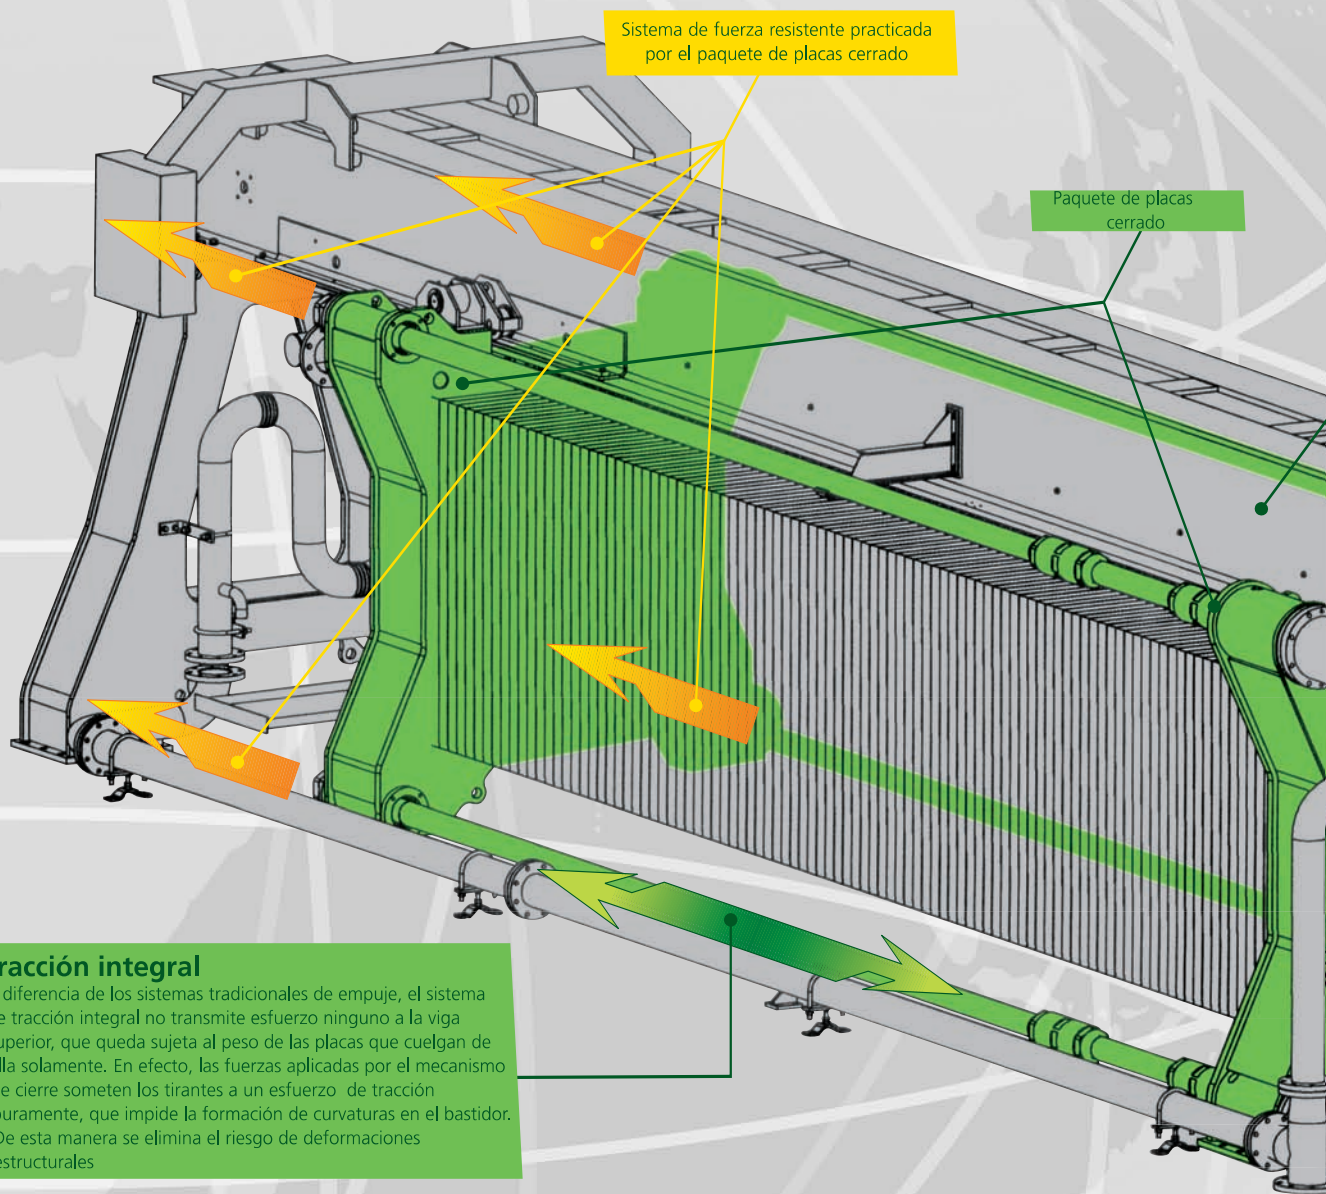 Sistema de fuerza resistente practicada
por el paquete de placas cerrado
Paquete de placas
cerrado
racción integral
diferencia de los sistemas tradicionales de empuje, el sistema
e tracción integral no transmite esfuerzo ninguno a la viga
uperior, que queda sujeta al peso de las placas que cuelgan de
lla solamente. En efecto, las fuerzas aplicadas por el mecanismo
e cierre someten los tirantes a un esfuerzo de tracción
puramente, que impide la formación de curvaturas en el bastidor.
De esta manera se elimina el riesgo de deformaciones
estructurales